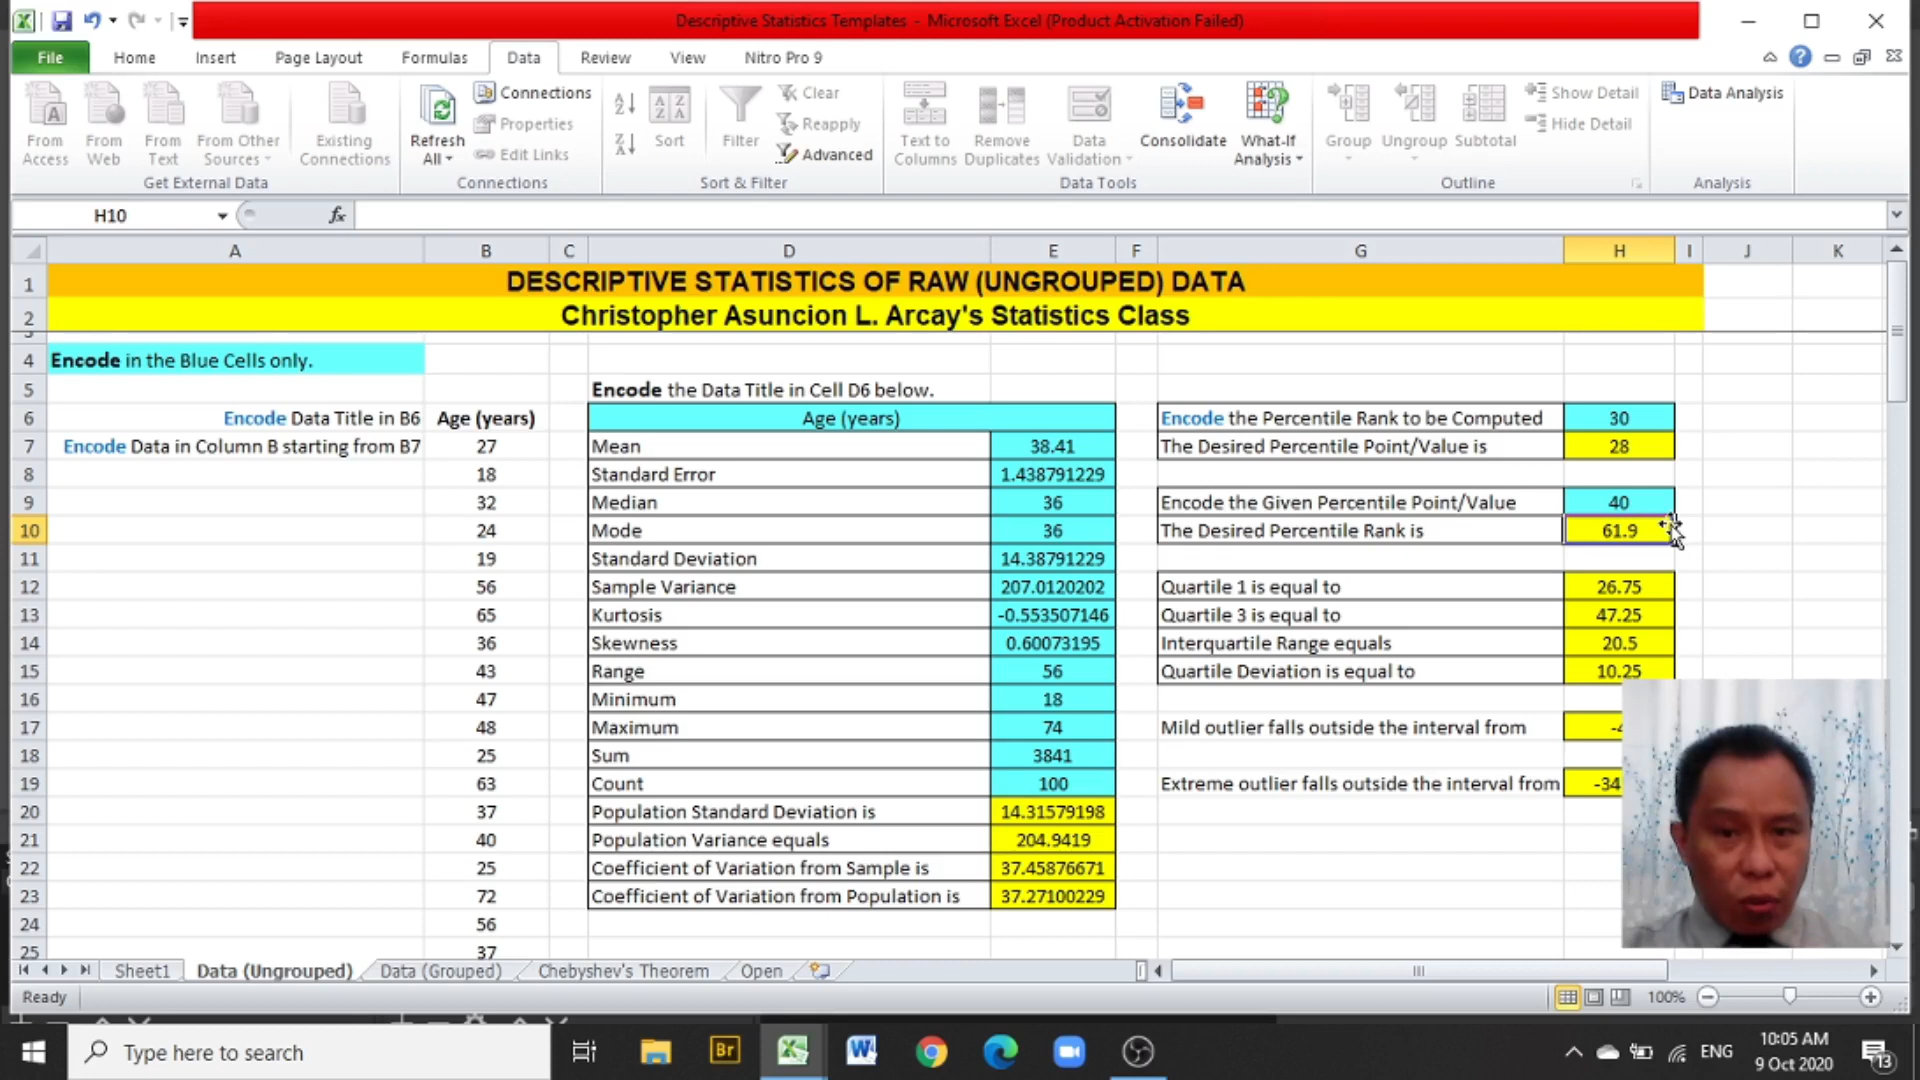 Descriptive Statistics Templates - Microsoft Excel (Product Activation Failed)
File Home Insert Page Layout Formulas Data Review View Nitro Pro 9
From Access
From Web
From Text
From Other Sources
Existing Connections
Get External Data
Refresh All
Connections
Properties
Edit Links
Connections
Sort
Filter
Clear
Reapply
Advanced
Sort & Filter
Text to Columns
Remove Duplicates
Data Validation
Consolidate
What-If Analysis
Data Tools
Group
Ungroup
Subtotal
Show Detail
Hide Detail
Outline
Data Analysis
Analysis
H10 fx
A B C D E F G H I J K
1 DESCRIPTIVE STATISTICS OF RAW (UNGROUPED) DATA
2 Christopher Asuncion L. Arcay's Statistics Class
4 Encode in the Blue Cells only.
5 Encode the Data Title in Cell D6 below.
6 Encode Data Title in B6 Age (years) Age (years) Encode the Percentile Rank to be Computed 30
7 Encode Data in Column B starting from B7 27 Mean 38.41 The Desired Percentile Point/Value is 28
8 18 Standard Error 1.438791229
9 32 Median 36 Encode the Given Percentile Point/Value 40
10 24 Mode 36 The Desired Percentile Rank is 61.9
11 19 Standard Deviation 14.38791229
12 56 Sample Variance 207.0120202 Quartile 1 is equal to 26.75
13 65 Kurtosis -0.553507146 Quartile 3 is equal to 47.25
14 36 Skewness 0.60073195 Interquartile Range equals 20.5
15 43 Range 56 Quartile Deviation is equal to 10.25
16 47 Minimum 18
17 48 Maximum 74 Mild outlier falls outside the interval from
18 25 Sum 3841
19 63 Count 100 Extreme outlier falls outside the interval from -34
20 37 Population Standard Deviation is 14.31579198
21 40 Population Variance equals 204.9419
22 25 Coefficient of Variation from Sample is 37.45876671
23 72 Coefficient of Variation from Population is 37.27100229
24 56
25 37
Sheet1 Data (Ungrouped) Data (Grouped) Chebyshev's Theorem Open
Ready 100%
Type here to search Br ENG 10:05 AM
9 Oct 2020 13